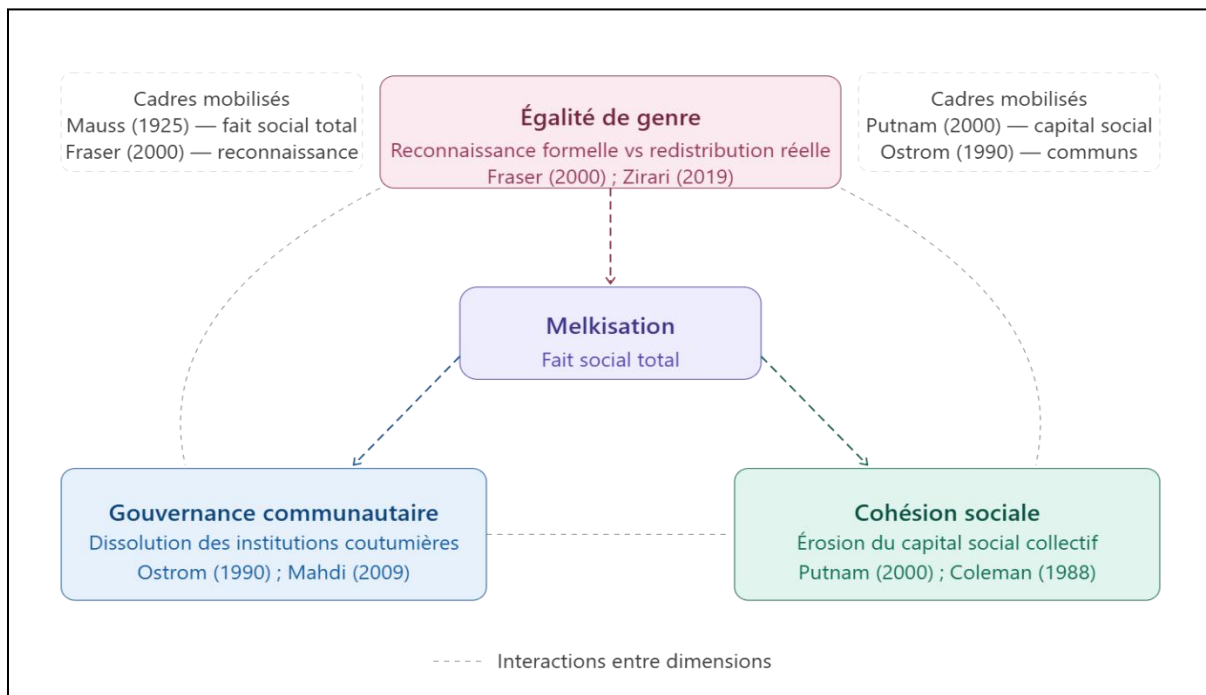 Cadres mobilisés
Mauss (1925) — fait social total
Fraser (2000) — reconnaissance
Égalité de genre
Reconnaissance formelle vs redistribution réelle
Fraser (2000) ; Zirari (2019)
Cadres mobilisés
Putnam (2000) — capital social
Ostrom (1990) — communs
Melkisation
Fait social total
Gouvernance communautaire
Dissolution des institutions coutumières
Ostrom (1990) ; Mahdi (2009)
Cohésion sociale
Érosion du capital social collectif
Putnam (2000) ; Coleman (1988)
Interactions entre dimensions